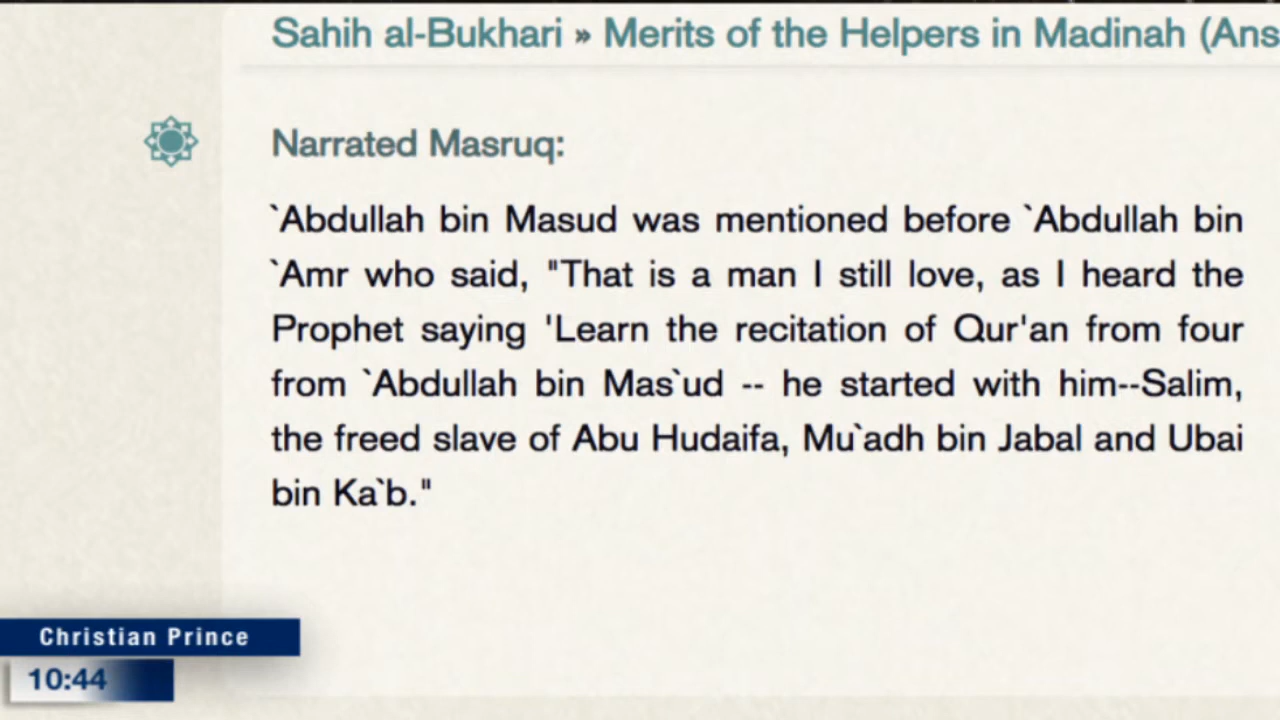 Sahih al-Bukhari » Merits of the Helpers in Madinah (Ans
Narrated Masruq:
`Abdullah bin Masud was mentioned before `Abdullah bin
`Amr who said, "That is a man I still love, as I heard the
Prophet saying 'Learn the recitation of Qur'an from four
from `Abdullah bin Mas`ud -- he started with him--Salim,
the freed slave of Abu Hudaifa, Mu`adh bin Jabal and Ubai
bin Ka`b."
Christian Prince
10:44